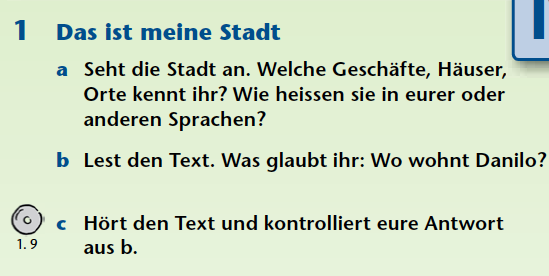 1 Das ist meine Stadt
a Seht die Stadt an. Welche Geschäfte, Häuser,
Orte kennt ihr? Wie heissen sie in eurer oder
anderen Sprachen?
b Lest den Text. Was glaubt ihr: Wo wohnt Danilo?
c Hört den Text und kontrolliert eure Antwort
1.9 aus b.